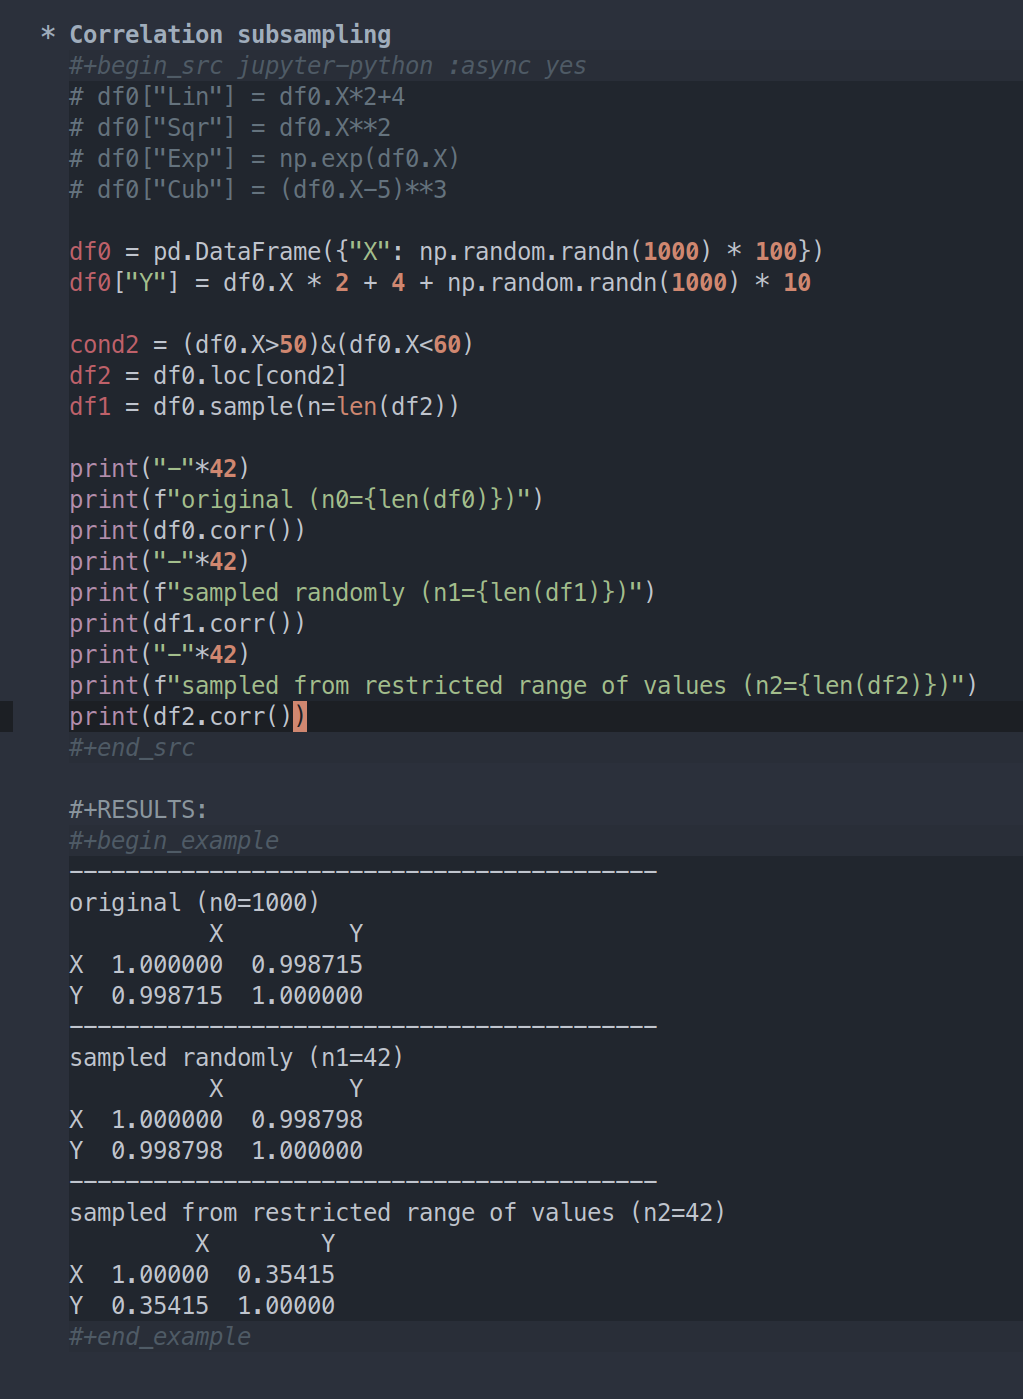 * Correlation subsampling
#+begin_src jupyter-python :async yes
# df0["Lin"] = df0.X*2+4
# df0["Sqr"] = df0.X**2
# df0["Exp"] = np.exp(df0.X)
# df0["Cub"] = (df0.X-5)**3

df0 = pd.DataFrame({"X": np.random.randn(1000) * 100})
df0["Y"] = df0.X * 2 + 4 + np.random.randn(1000) * 10

cond2 = (df0.X>50)&(df0.X<60)
df2 = df0.loc[cond2]
df1 = df0.sample(n=len(df2))

print("-"*42)
print(f"original (n0={len(df0)})")
print(df0.corr())
print("-"*42)
print(f"sampled randomly (n1={len(df1)})")
print(df1.corr())
print("-"*42)
print(f"sampled from restricted range of values (n2={len(df2)})")
print(df2.corr())
#+end_src

#+RESULTS:
#+begin_example
------------------------------------------
original (n0=1000)
          X         Y
X  1.000000  0.998715
Y  0.998715  1.000000
------------------------------------------
sampled randomly (n1=42)
          X         Y
X  1.000000  0.998798
Y  0.998798  1.000000
------------------------------------------
sampled from restricted range of values (n2=42)
         X        Y
X  1.00000  0.35415
Y  0.35415  1.00000
#+end_example